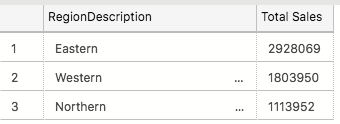 RegionDescription Total Sales
1 Eastern 2928069
2 Western ... 1803950
3 Northern ... 1113952